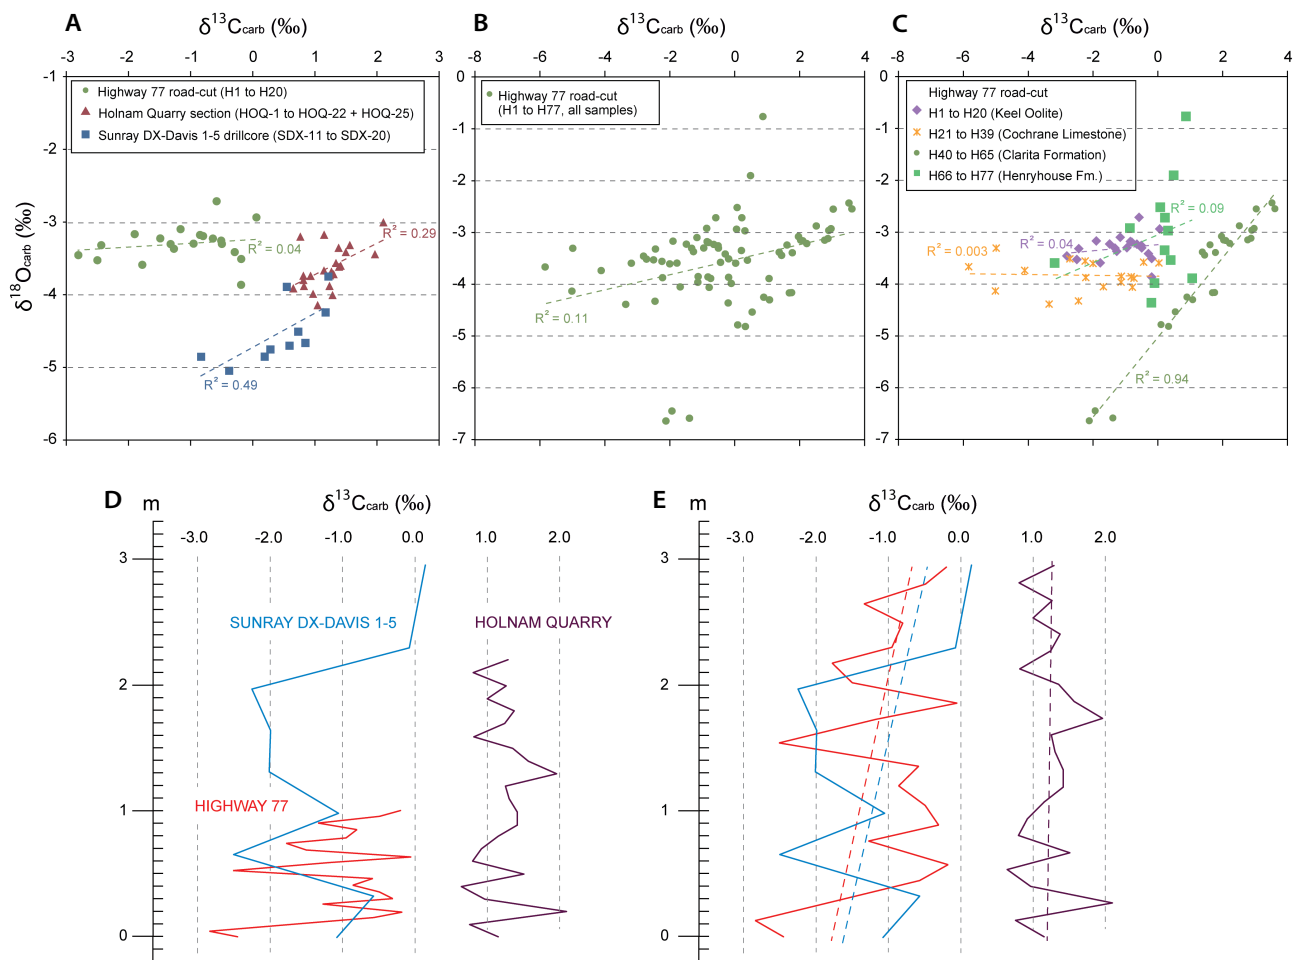 A
δ13Ccarb (‰)
-3 -2 -1 0 1 2 3
δ18Ocarb (‰)
-1
-2
-3
-4
-5
-6
Highway 77 road-cut (H1 to H20)
Holnam Quarry section (HOQ-1 to HOQ-22 + HOQ-25)
Sunray DX-Davis 1-5 drillcore (SDX-11 to SDX-20)
R² = 0.29
R² = 0.04
R² = 0.49
B
δ13Ccarb (‰)
-8 -6 -4 -2 0 2 4
0
-1
-2
-3
-4
-5
-6
-7
Highway 77 road-cut
(H1 to H77, all samples)
R² = 0.11
C
δ13Ccarb (‰)
-8 -6 -4 -2 0 2 4
0
-1
-2
-3
-4
-5
-6
-7
Highway 77 road-cut
H1 to H20 (Keel Oolite)
H21 to H39 (Cochrane Limestone)
H40 to H65 (Clarita Formation)
H66 to H77 (Henryhouse Fm.)
R² = 0.09
R² = 0.04
R² = 0.003
R² = 0.94
D
m
δ13Ccarb (‰)
-3.0 -2.0 -1.0 0.0 1.0 2.0
3
2
1
0
SUNRAY DX-DAVIS 1-5
HOLNAM QUARRY
HIGHWAY 77
E
m
δ13Ccarb (‰)
-3.0 -2.0 -1.0 0.0 1.0 2.0
3
2
1
0